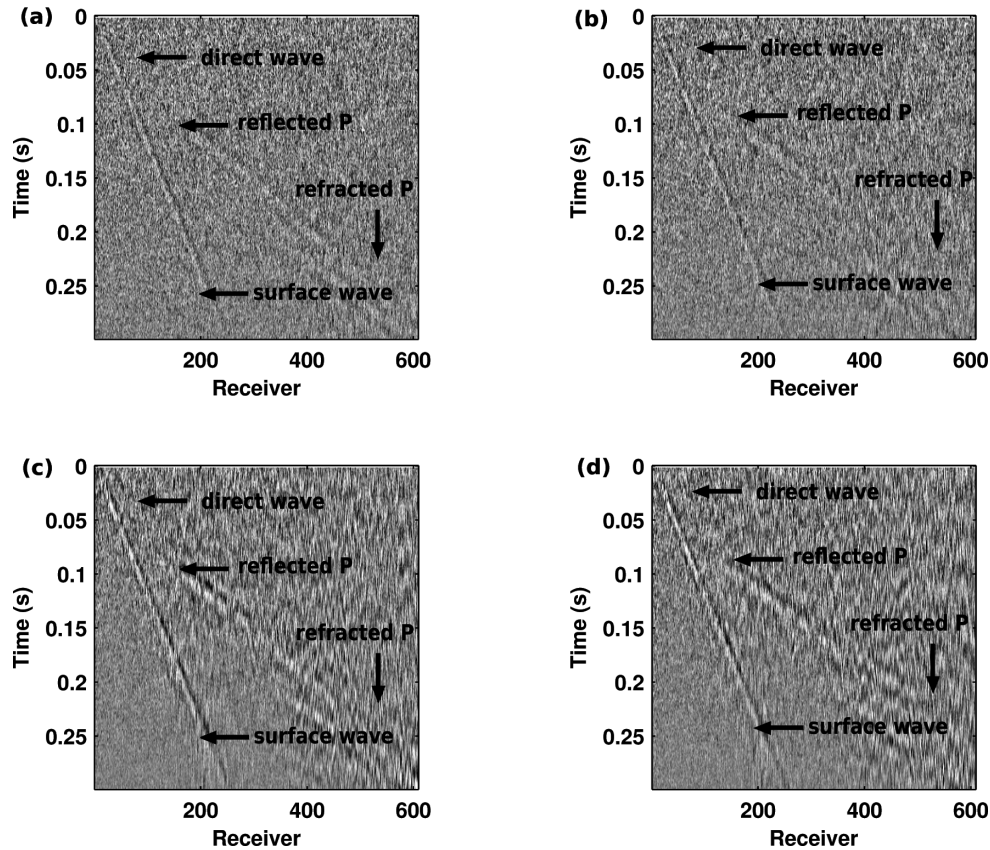 (a)
0
0.05
0.1
0.15
0.2
0.25
Time (s)
direct wave
reflected P
refracted P
surface wave
200
400
600
Receiver
(b)
0
0.05
0.1
0.15
0.2
0.25
Time (s)
direct wave
reflected P
refracted P
surface wave
200
400
600
Receiver
(c)
0
0.05
0.1
0.15
0.2
0.25
Time (s)
direct wave
reflected P
refracted P
surface wave
200
400
600
Receiver
(d)
0
0.05
0.1
0.15
0.2
0.25
Time (s)
direct wave
reflected P
refracted P
surface wave
200
400
600
Receiver